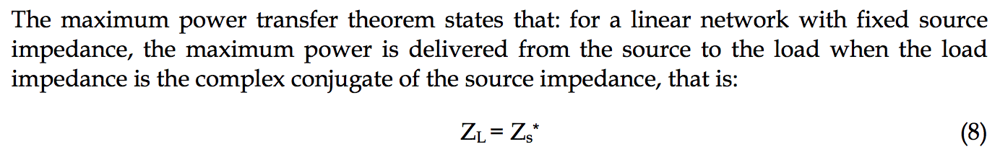 The maximum power transfer theorem states that: for a linear network with fixed source
impedance, the maximum power is delivered from the source to the load when the load
impedance is the complex conjugate of the source impedance, that is:
Z_L = Z_s* (8)